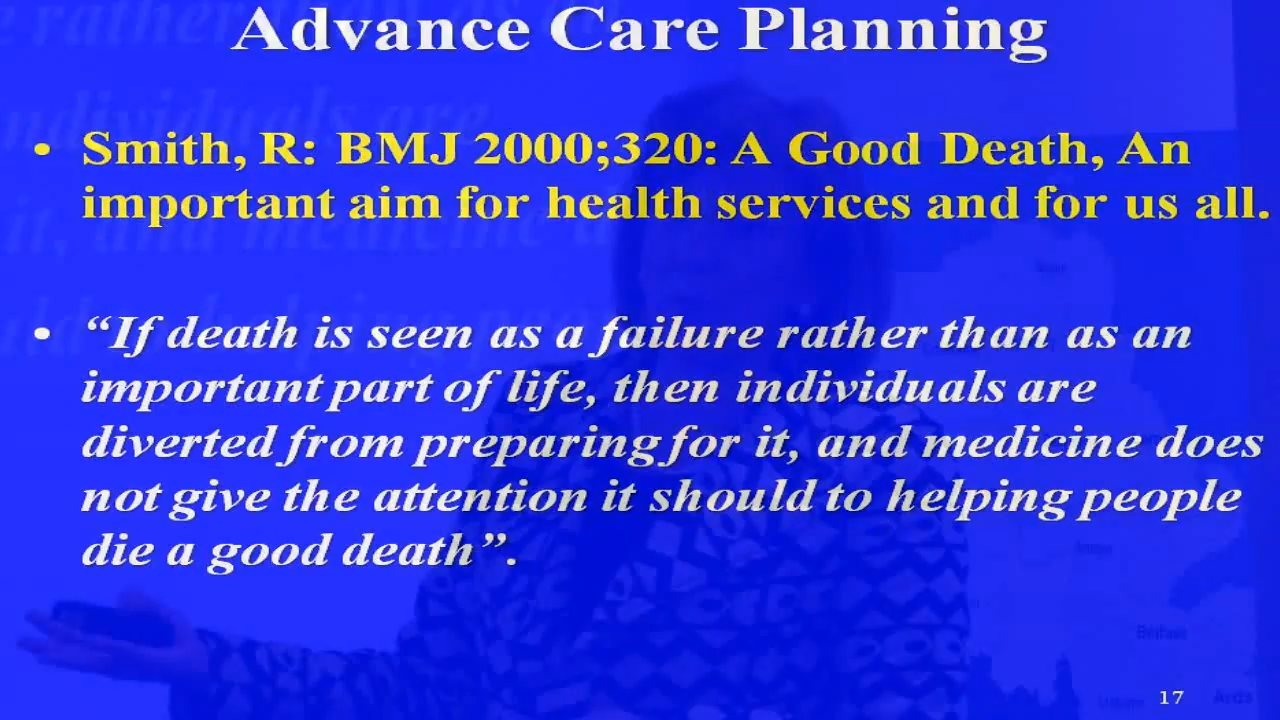 Advance Care Planning
• Smith, R: BMJ 2000;320: A Good Death, An
important aim for health services and for us all.
• “If death is seen as a failure rather than as an
important part of life, then individuals are
diverted from preparing for it, and medicine does
not give the attention it should to helping people
die a good death”.
17